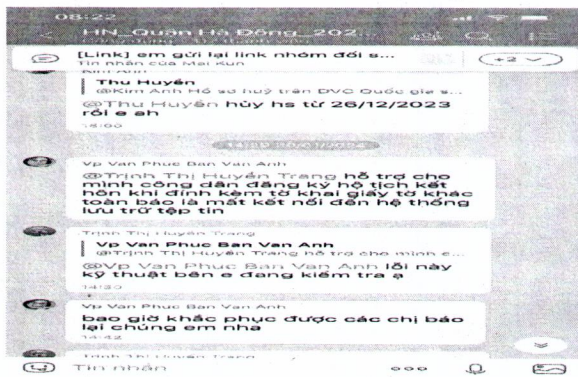 08:22
HN_Quận Hà Đông_202...
[Link] em gửi lại link nhóm đối s...
Tin nhắn của Mai Kun
+2
Kim Anh
Thu Huyền
@Kim Anh Hồ sơ huỷ trên DVC Quốc gia s...
@Thu Huyền hủy hs từ 26/12/2023
rồi e ah
Vp Van Phuc Ban Van Anh
@Trịnh Thị Huyền Trang hỗ trợ cho
mình công dân đăng ký hộ tịch kết
hôn khi đính kèm tờ khai giấy tờ khác
toàn báo là mất kết nối đến hệ thống
lưu trữ tệp tin
Trịnh Thị Huyền Trang
Vp Van Phuc Ban Van Anh
@Trịnh Thị Huyền Trang hỗ trợ cho mình c...
@Vp Van Phuc Ban Van Anh lỗi này
kỹ thuật bên e đang kiểm tra ạ
14:30
Vp Van Phuc Ban Van Anh
bao giờ khắc phục được các chị báo
lại chúng em nha
14:42
Trịnh Thị Huyền Trang
Tin nhắn